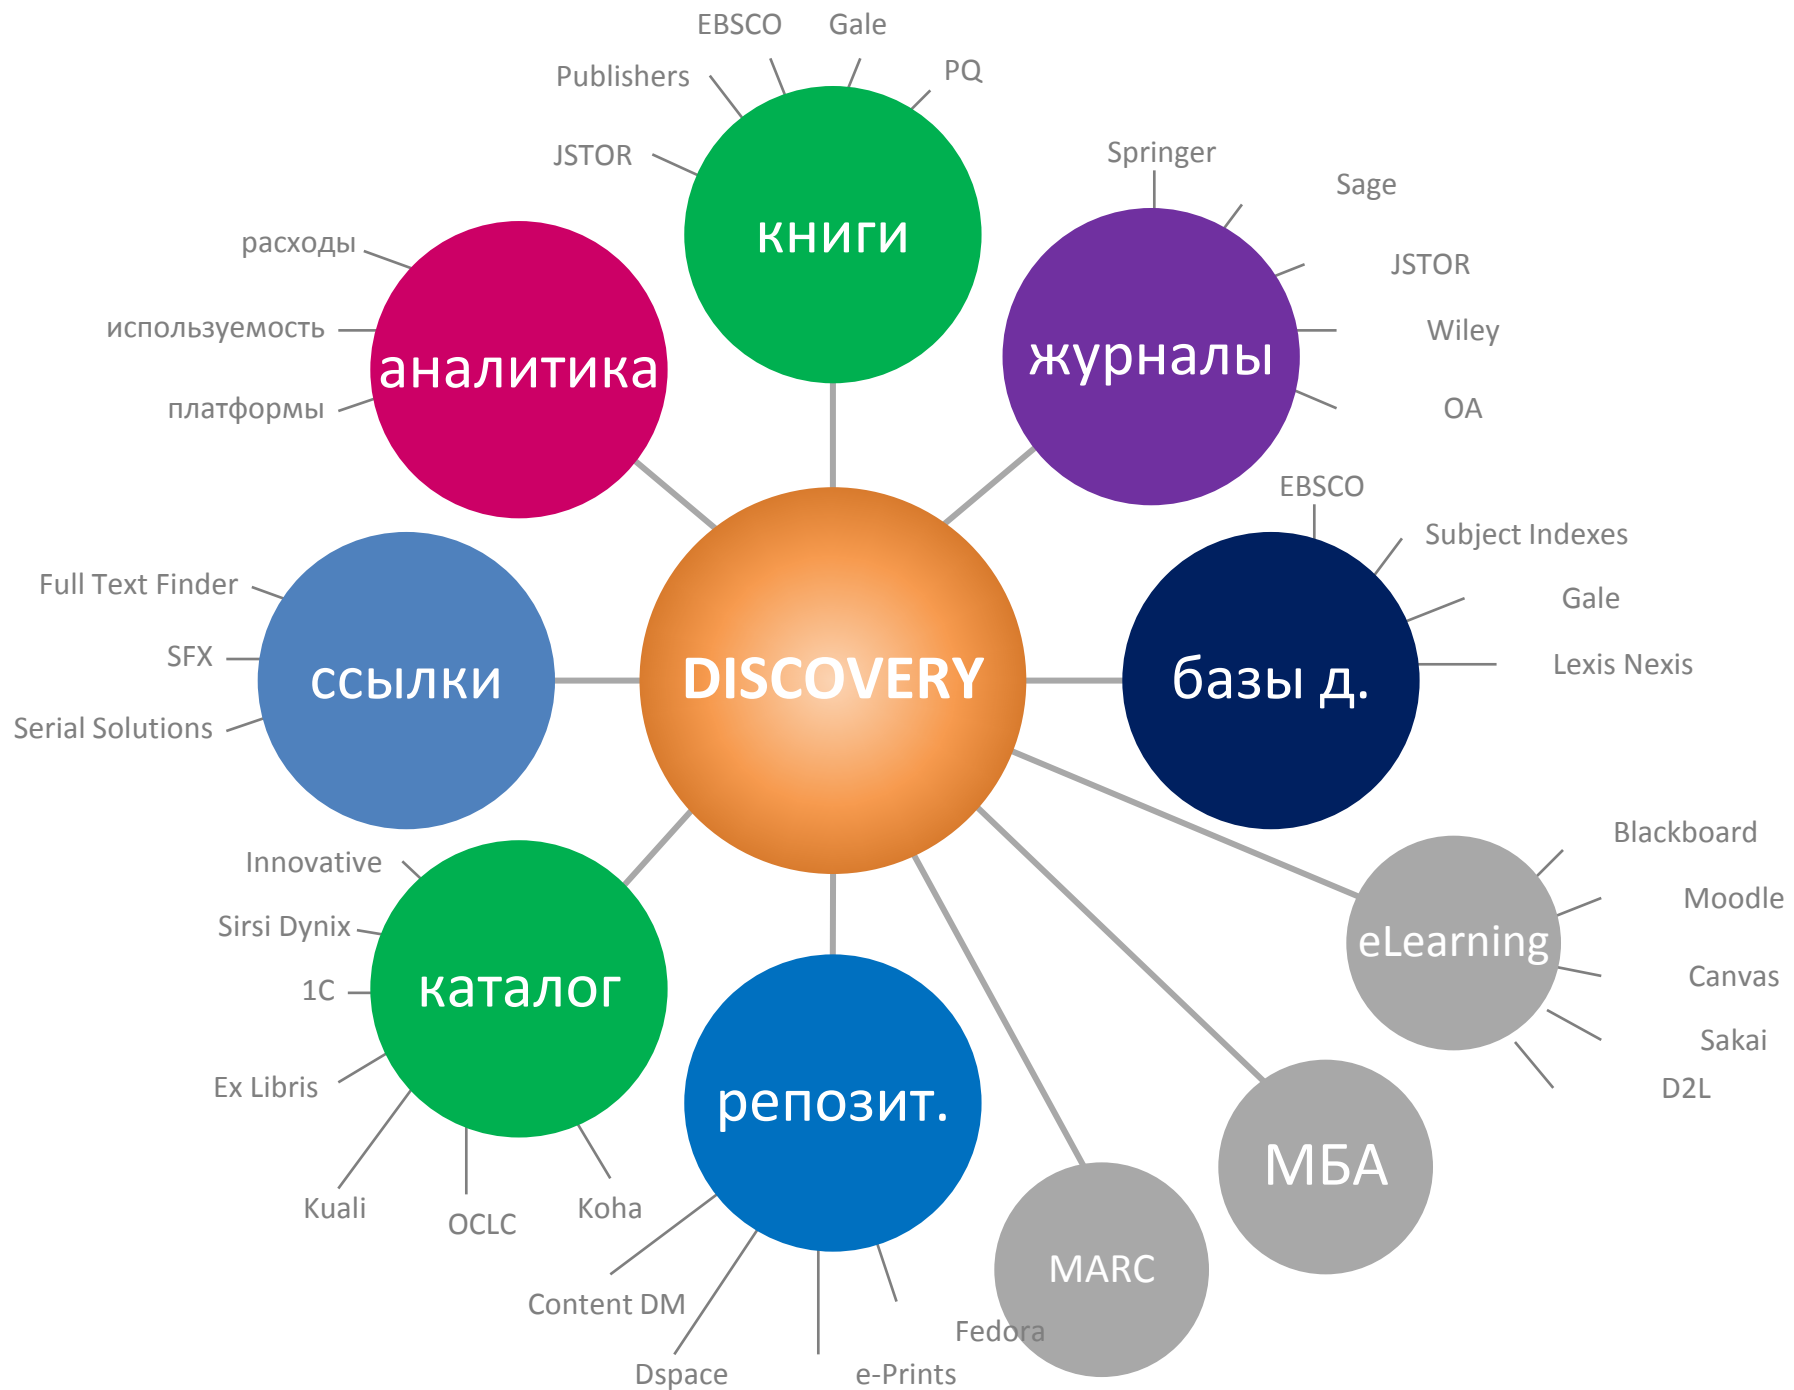 EBSCO
Gale
Publishers
PQ
JSTOR
книги
Springer
Sage
JSTOR
Wiley
OA
журналы
расходы
используемость
платформы
аналитика
EBSCO
Subject Indexes
Gale
Lexis Nexis
базы д.
Full Text Finder
SFX
Serial Solutions
ссылки
DISCOVERY
Blackboard
Moodle
Canvas
Sakai
D2L
eLearning
Innovative
Sirsi Dynix
1C
Ex Libris
Kuali
OCLC
Koha
каталог
репозит.
Content DM
Dspace
e-Prints
Fedora
МБА
MARC